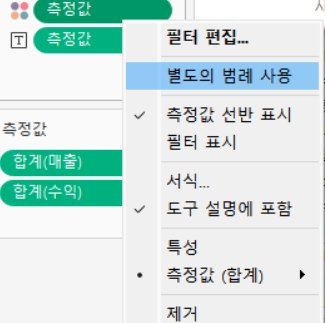 측정값
측정값
측정값
합계(매출)
합계(수익)
필터 편집...
별도의 범례 사용
측정값 선반 표시
필터 표시
서식...
도구 설명에 포함
특성
측정값 (합계)
제거